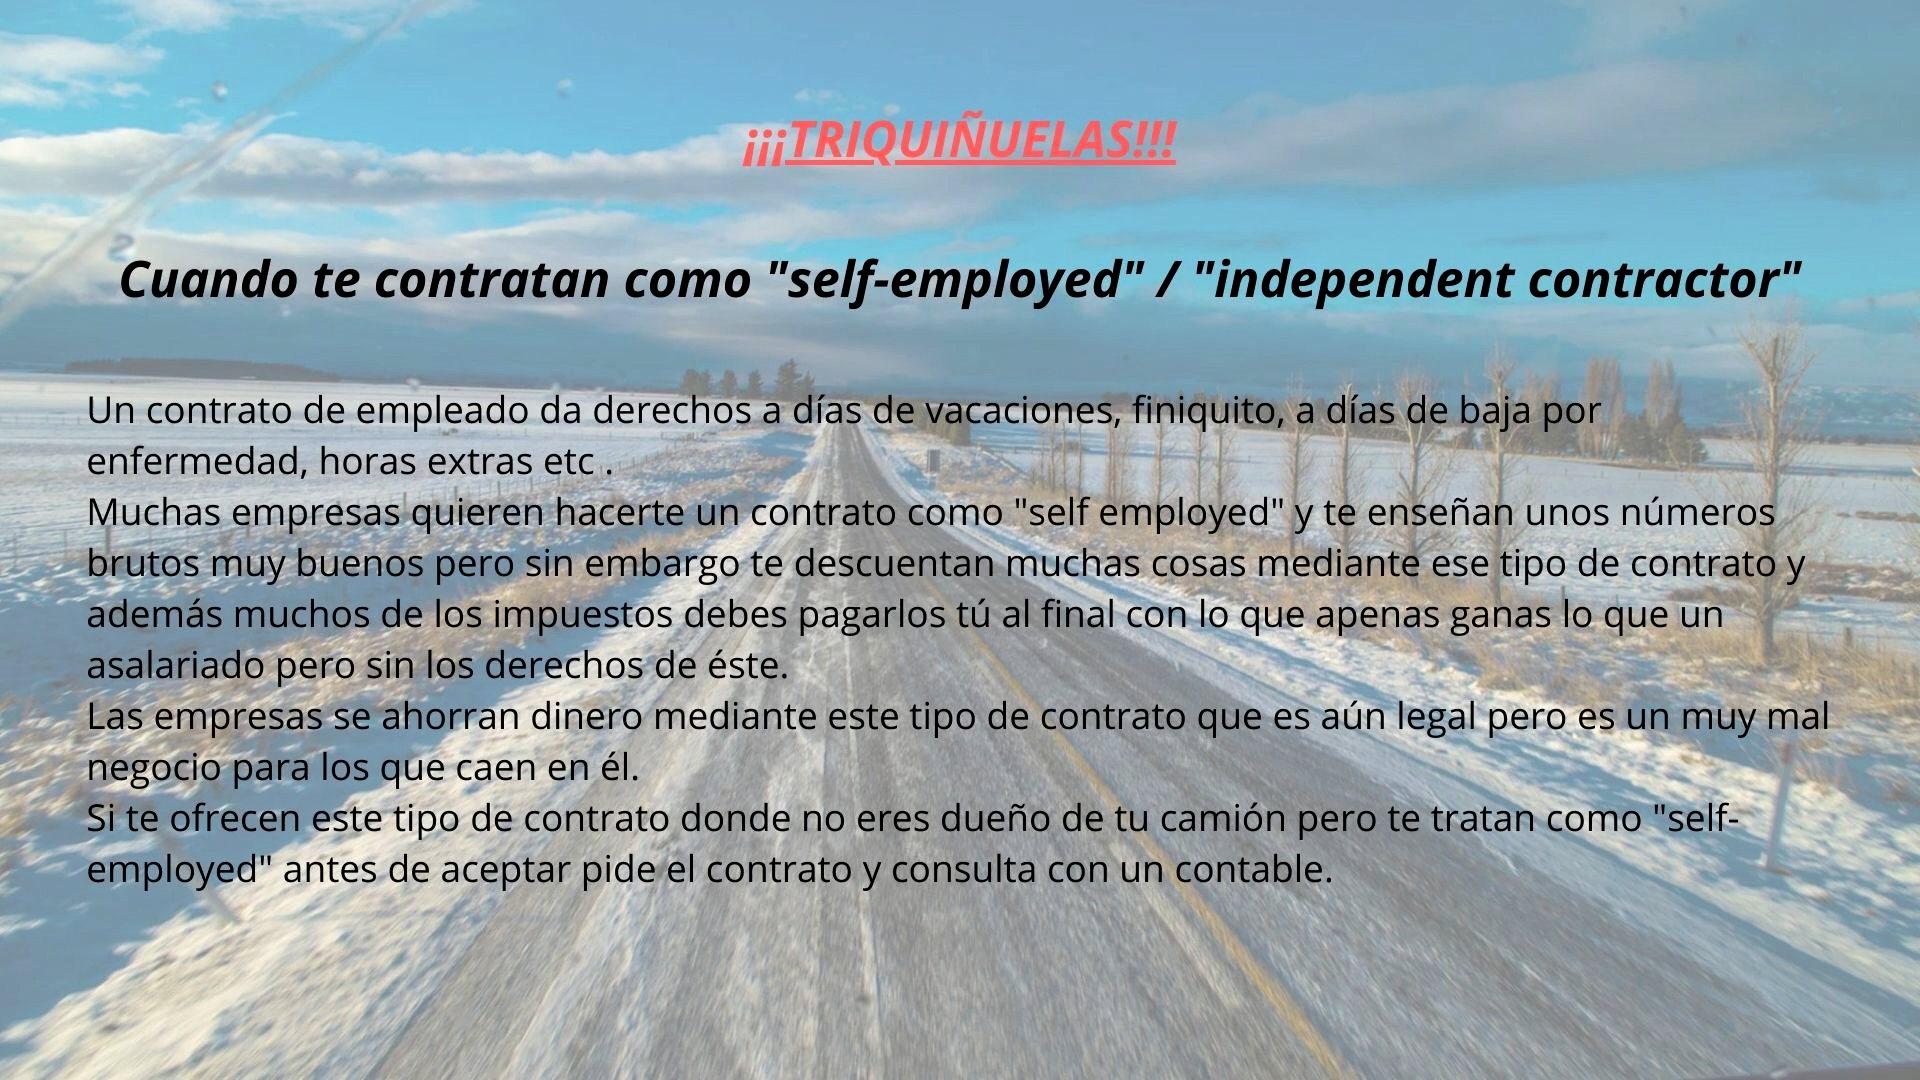 ¡¡¡TRIQUIÑUELAS!!!
Cuando te contratan como "self-employed" / "independent contractor"
Un contrato de empleado da derechos a días de vacaciones, finiquito, a días de baja por
enfermedad, horas extras etc .
Muchas empresas quieren hacerte un contrato como "self employed" y te enseñan unos números
brutos muy buenos pero sin embargo te descuentan muchas cosas mediante ese tipo de contrato y
además muchos de los impuestos debes pagarlos tú al final con lo que apenas ganas lo que un
asalariado pero sin los derechos de éste.
Las empresas se ahorran dinero mediante este tipo de contrato que es aún legal pero es un muy mal
negocio para los que caen en él.
Si te ofrecen este tipo de contrato donde no eres dueño de tu camión pero te tratan como "self-
employed" antes de aceptar pide el contrato y consulta con un contable.